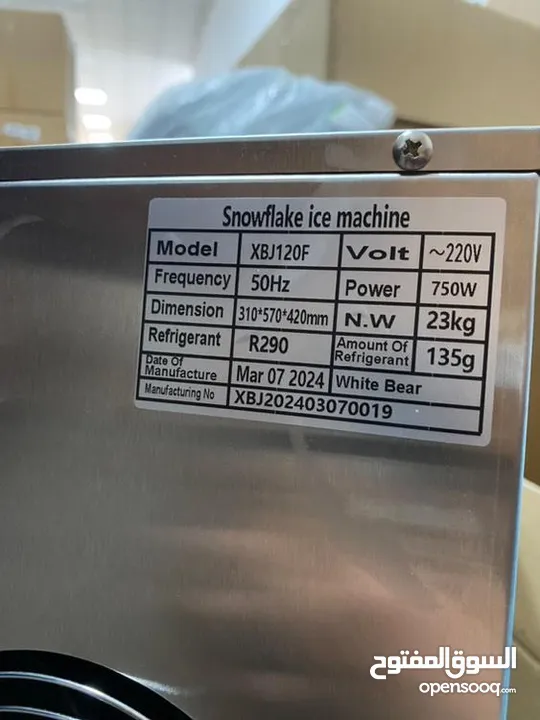 Snowflake ice machine
Model XBJ120F Volt ～220V
Frequency 50Hz Power 750W
Dimension 310*570*420mm N.W 23kg
Refrigerant R290 Amount Of Refrigerant 135g
Date Of Manufacture Mar 07 2024 White Bear
Manufacturing No XBJ202403070019
السوق المفتوح
opensooq.com